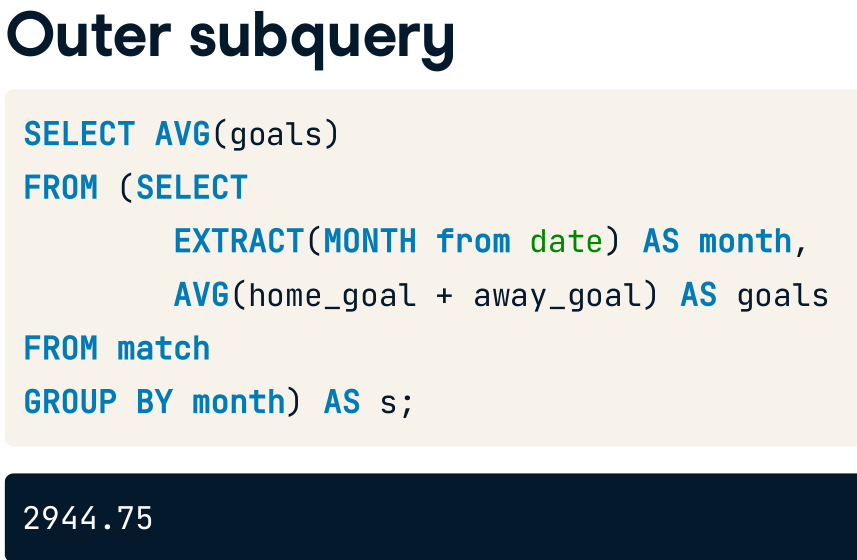 Outer subquery
SELECT AVG(goals)
FROM (SELECT
EXTRACT(MONTH from date) AS month,
AVG(home_goal + away_goal) AS goals
FROM match
GROUP BY month) AS s;
2944.75